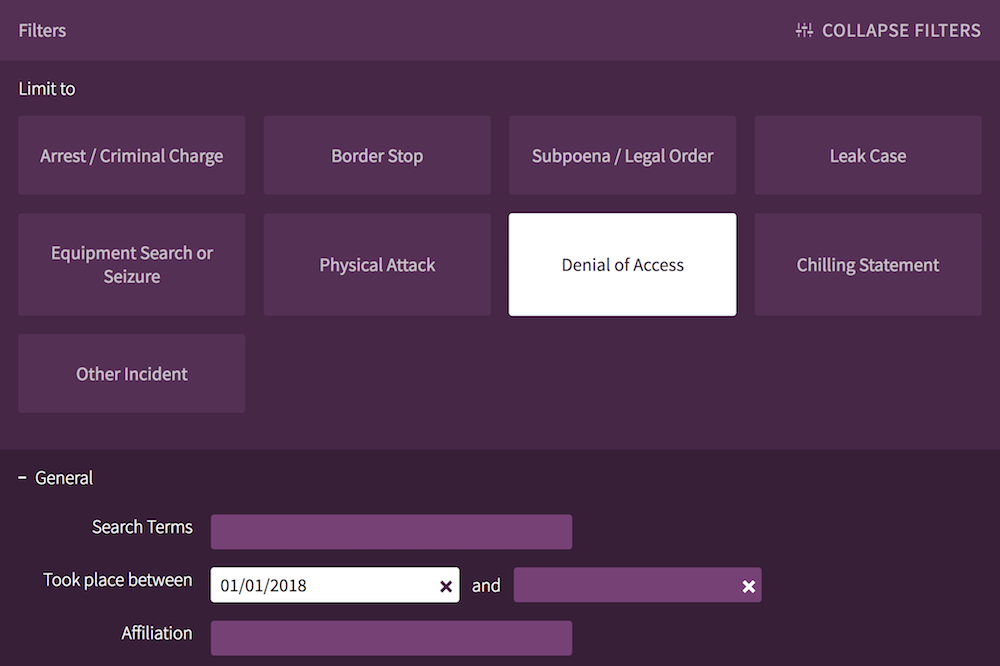 Filters
COLLAPSE FILTERS
Limit to
Arrest / Criminal Charge
Border Stop
Subpoena / Legal Order
Leak Case
Equipment Search or
Seizure
Physical Attack
Denial of Access
Chilling Statement
Other Incident
− General
Search Terms
Took place between 01/01/2018 × and ×
Affiliation